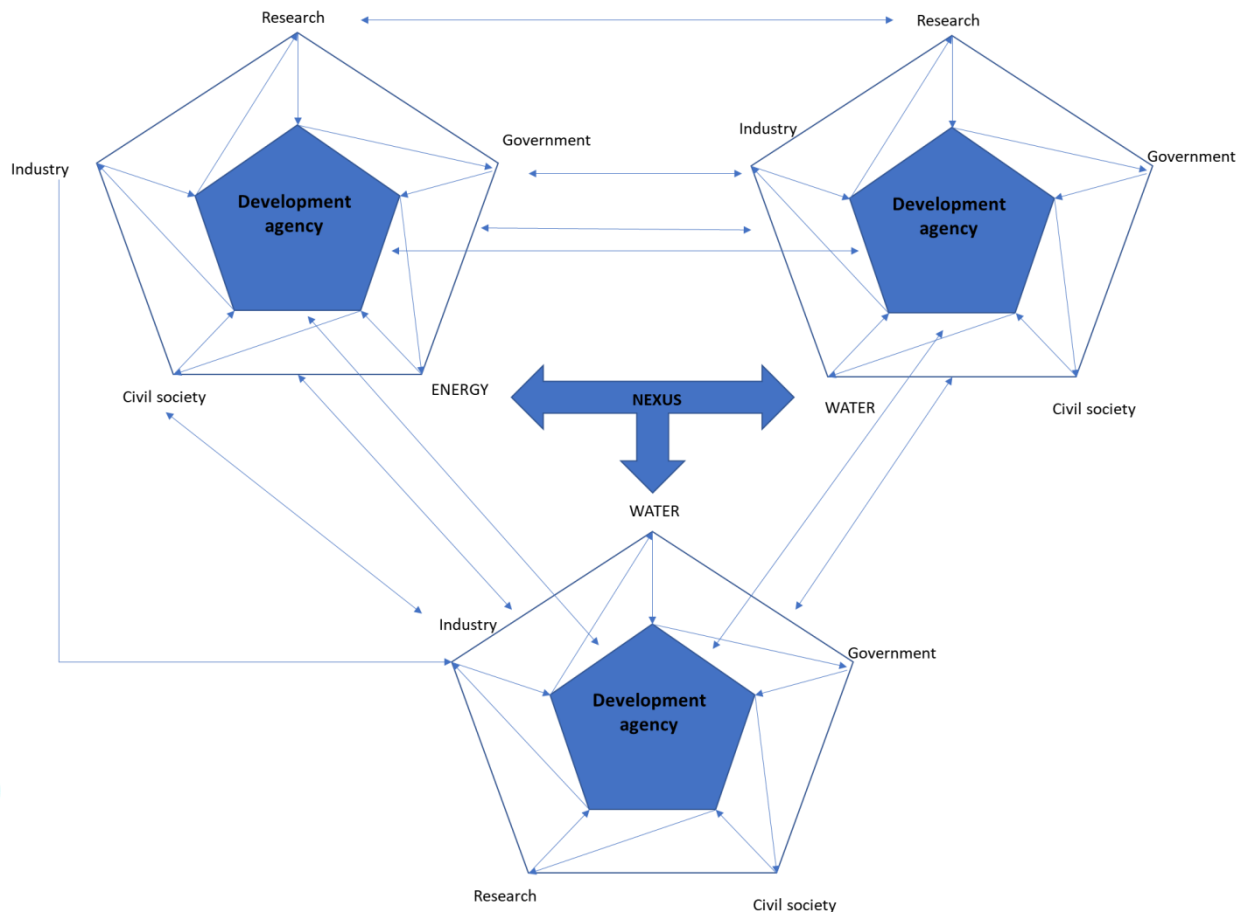 Research
Research
Industry
Government
Government
Industry
Development
agency
Development
agency
Civil society
ENERGY
NEXUS
WATER
Civil society
WATER
Industry
Government
Development
agency
Research
Civil society